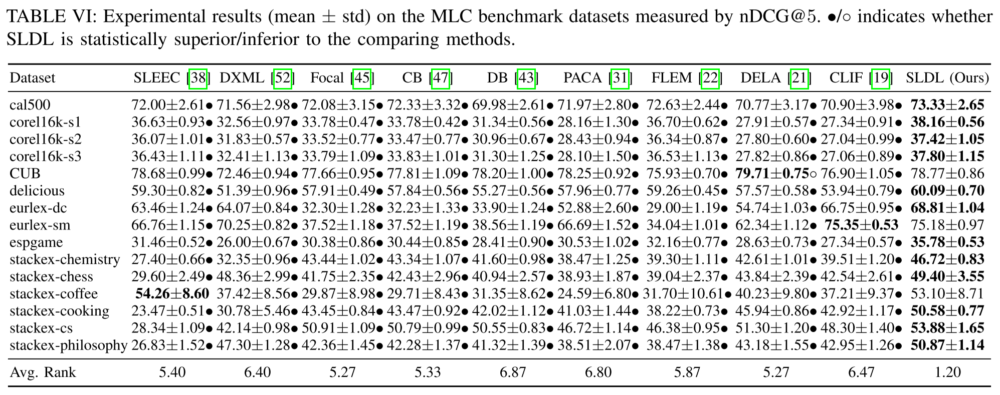 TABLE VI: Experimental results (mean ± std) on the MLC benchmark datasets measured by nDCG@5. ●/○ indicates whether
SLDL is statistically superior/inferior to the comparing methods.
Dataset SLEEC [38] DXML [52] Focal [45] CB [47] DB [43] PACA [31] FLEM [22] DELA [21] CLIF [19] SLDL (Ours)
cal500 72.00±2.61● 71.56±2.98● 72.08±3.15● 72.33±3.32● 69.98±2.61● 71.97±2.80● 72.63±2.44● 70.77±3.17● 70.90±3.98● 73.33±2.65
corel16k-s1 36.63±0.93● 32.56±0.97● 33.78±0.47● 33.78±0.42● 31.34±0.56● 28.16±1.30● 36.70±0.62● 27.91±0.57● 27.34±0.91● 38.16±0.56
corel16k-s2 36.07±1.01● 31.83±0.57● 33.52±0.77● 33.47±0.77● 30.96±0.67● 28.43±0.94● 36.34±0.87● 27.80±0.60● 27.04±0.99● 37.42±1.05
corel16k-s3 36.43±1.11● 32.41±1.13● 33.79±1.09● 33.83±1.01● 31.30±1.25● 28.10±1.50● 36.53±1.13● 27.82±0.86● 27.06±0.89● 37.80±1.15
CUB 78.68±0.99● 72.46±0.94● 77.66±0.95● 77.81±1.09● 78.20±1.00● 78.25±0.92● 75.93±0.70● 79.71±0.75○ 76.90±1.05● 78.77±0.86
delicious 59.30±0.82● 51.39±0.96● 57.91±0.49● 57.84±0.56● 55.27±0.56● 57.96±0.77● 59.26±0.45● 57.57±0.58● 53.94±0.79● 60.09±0.70
eurlex-dc 63.46±1.24● 64.07±0.84● 32.30±1.28● 32.23±1.33● 33.90±1.24● 52.88±2.60● 29.00±1.19● 54.74±1.03● 66.75±0.95● 68.81±1.04
eurlex-sm 66.76±1.15● 70.25±0.82● 37.52±1.18● 37.52±1.19● 38.56±1.19● 66.69±1.52● 34.04±1.01● 62.34±1.12● 75.35±0.53 75.18±0.97
espgame 31.46±0.52● 26.00±0.67● 30.38±0.86● 30.44±0.85● 28.41±0.90● 30.53±1.02● 32.16±0.77● 28.63±0.73● 27.34±0.57● 35.78±0.53
stackex-chemistry 27.40±0.66● 32.35±0.96● 43.44±1.02● 43.34±1.07● 41.60±0.98● 38.47±1.25● 39.30±1.11● 42.61±1.01● 39.51±1.20● 46.72±0.83
stackex-chess 29.60±2.49● 48.36±2.99● 41.75±2.35● 42.43±2.96● 40.94±2.57● 38.93±1.87● 39.04±2.37● 43.84±2.39● 42.54±2.61● 49.40±3.55
stackex-coffee 54.26±8.60 37.42±8.56● 29.87±8.98● 29.71±8.43● 31.35±8.62● 24.59±6.80● 31.70±10.61● 40.23±9.80● 37.21±9.37● 53.10±8.71
stackex-cooking 23.47±0.51● 30.78±5.46● 43.45±0.84● 43.47±0.92● 42.02±1.12● 41.03±1.44● 38.22±0.73● 45.94±0.86● 42.92±1.17● 50.58±0.77
stackex-cs 28.34±1.09● 42.14±0.98● 50.91±1.09● 50.79±0.99● 50.55±0.83● 46.72±1.14● 46.38±0.95● 51.30±1.20● 48.30±1.40● 53.88±1.65
stackex-philosophy 26.83±1.52● 47.30±1.28● 42.36±1.45● 42.28±1.37● 41.32±1.39● 38.51±2.07● 38.47±1.38● 43.18±1.55● 42.95±1.26● 50.87±1.14
Avg. Rank 5.40 6.40 5.27 5.33 6.87 6.80 5.87 5.27 6.47 1.20